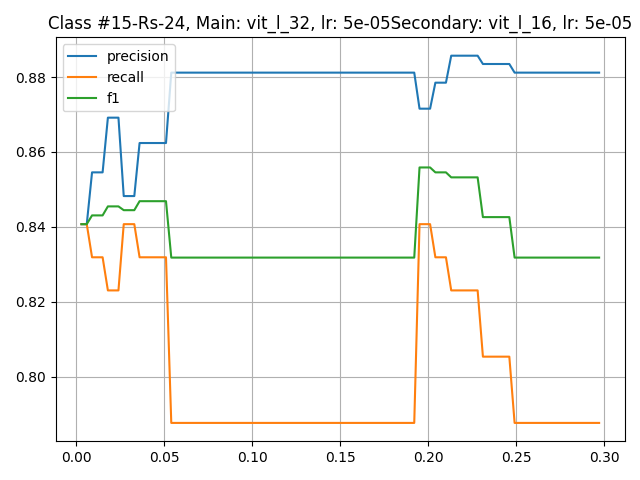 Class #15-Rs-24, Main: vit_l_32, lr: 5e-05Secondary: vit_l_16, lr: 5e-05
precision
recall
f1
0.88
0.86
0.84
0.82
0.80
0.00 0.05 0.10 0.15 0.20 0.25 0.30